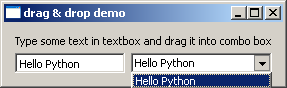 drag & drop demo
Type some text in textbox and drag it into combo box
Hello Python Hello Python
Hello Python